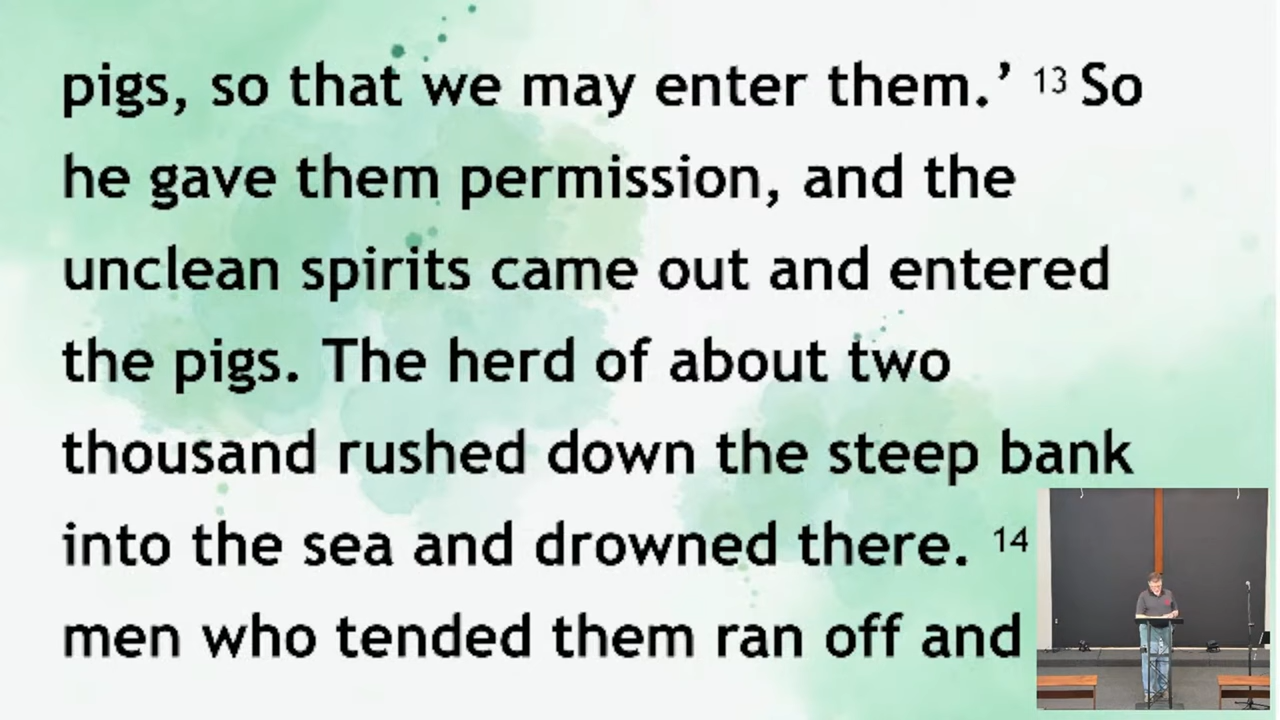 pigs, so that we may enter them.’ 13 So
he gave them permission, and the
unclean spirits came out and entered
the pigs. The herd of about two
thousand rushed down the steep bank
into the sea and drowned there. 14
men who tended them ran off and